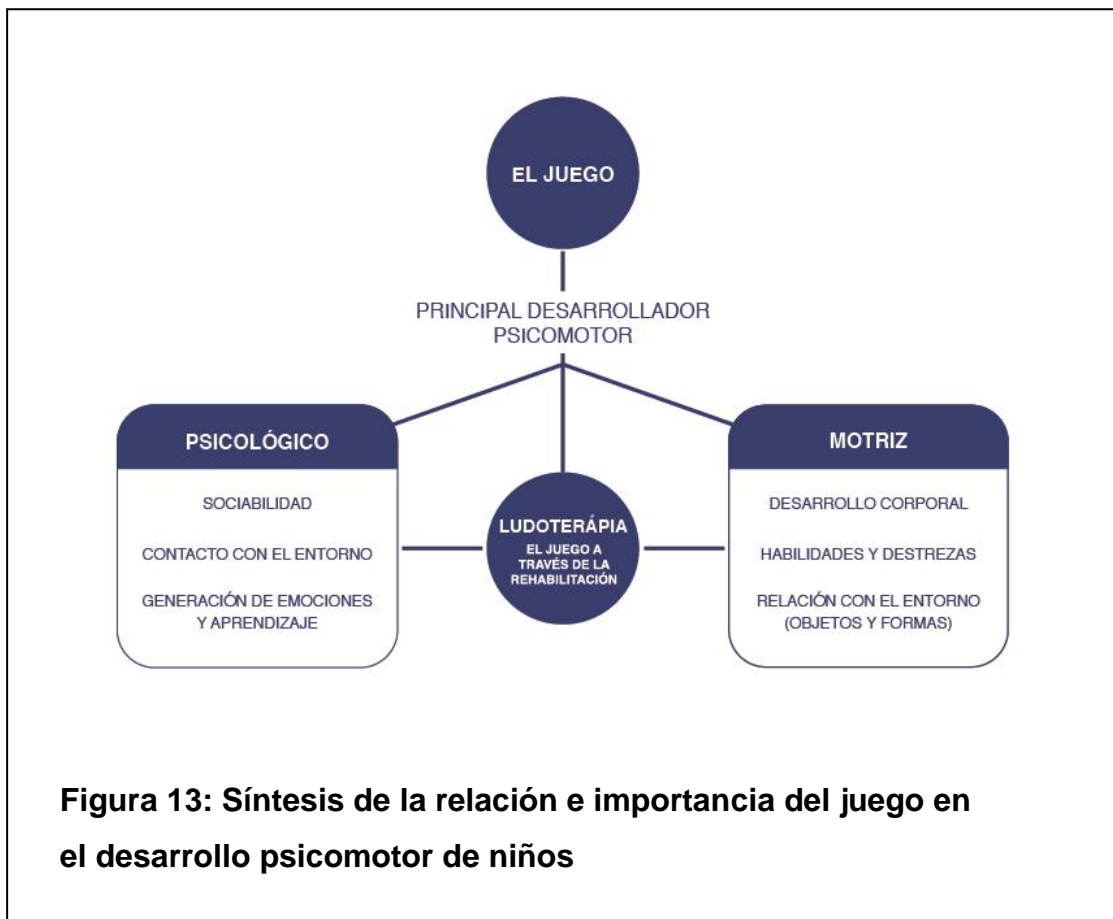 EL JUEGO
PRINCIPAL DESARROLLADOR
PSICOMOTOR
PSICOLÓGICO
SOCIABILIDAD
CONTACTO CON EL ENTORNO
GENERACIÓN DE EMOCIONES
Y APRENDIZAJE
LUDOTERÁPIA
EL JUEGO A
TRAVÉS DE LA
REHABILITACIÓN
MOTRIZ
DESARROLLO CORPORAL
HABILIDADES Y DESTREZAS
RELACIÓN CON EL ENTORNO
(OBJETOS Y FORMAS)
Figura 13: Síntesis de la relación e importancia del juego en
el desarrollo psicomotor de niños